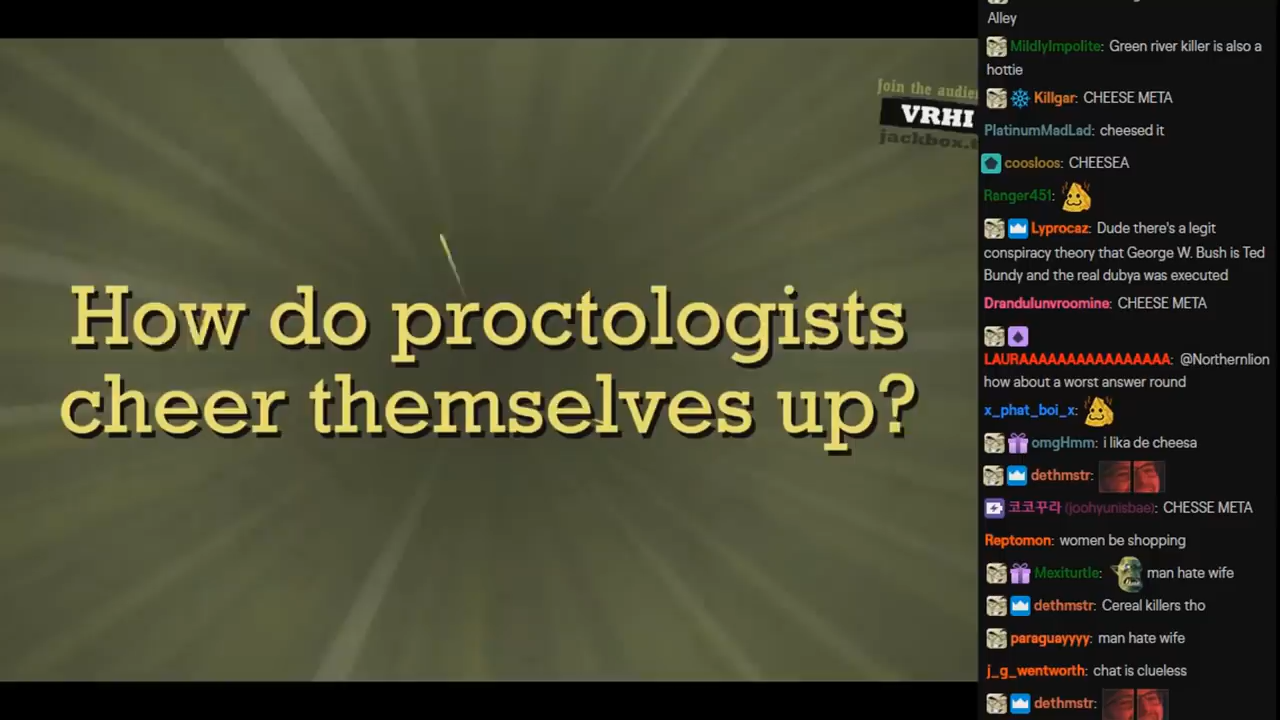 Join the audie
VRHI
jackbox.t
How do proctologists
cheer themselves up?
Alley
MildlyImpolite: Green river killer is also a
hottie
Killgar: CHEESE META
PlatinumMadLad: cheesed it
coosloos: CHEESEA
Ranger451:
Lyprocaz: Dude there's a legit
conspiracy theory that George W. Bush is Ted
Bundy and the real dubya was executed
Drandulunvroomine: CHEESE META
LAURAAAAAAAAAAAAAAAA: @Northernlion
how about a worst answer round
x_phat_boi_x:
omgHmm: i lika de cheesa
dethmstr:
코코꾸라 (joohyunisbae): CHESSE META
Reptomon: women be shopping
Mexiturtle: man hate wife
dethmstr: Cereal killers tho
paraguayyyy: man hate wife
j_g_wentworth: chat is clueless
dethmstr: